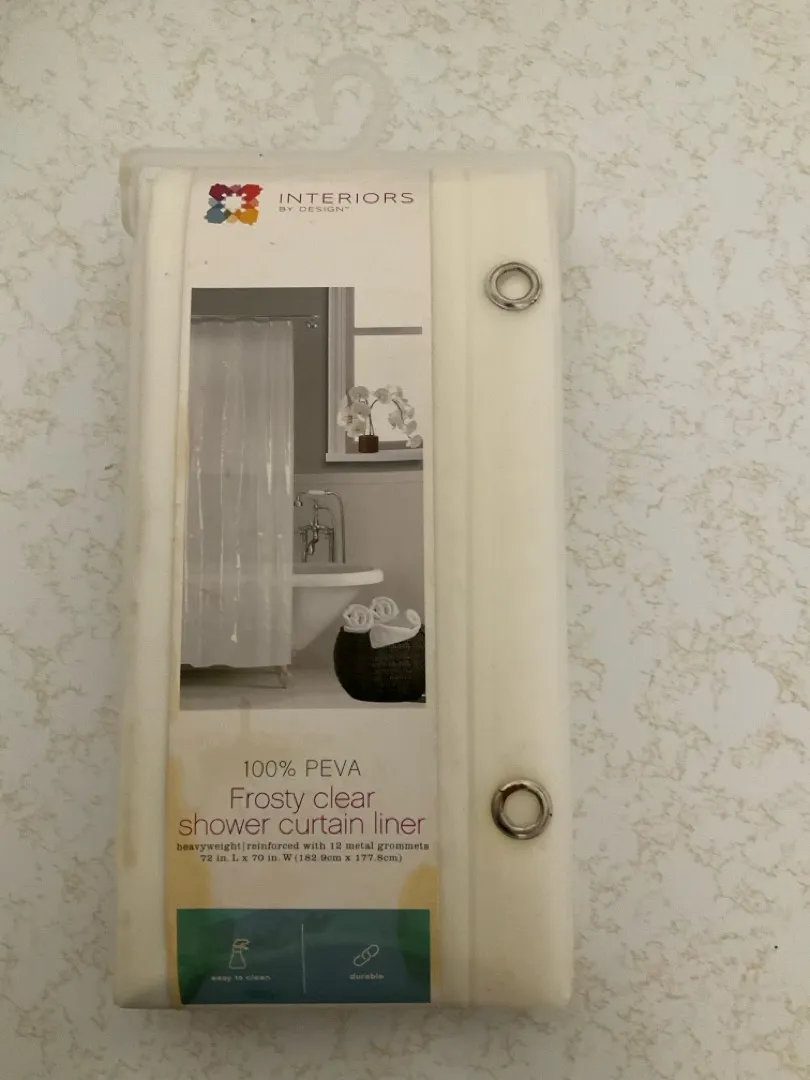 INTERIORS
BY DESIGN™
100% PEVA
Frosty clear
shower curtain liner
heavyweight|reinforced with 12 metal grommets
72 in. L x 70 in. W (182.9cm x 177.8cm)
easy to clean
durable